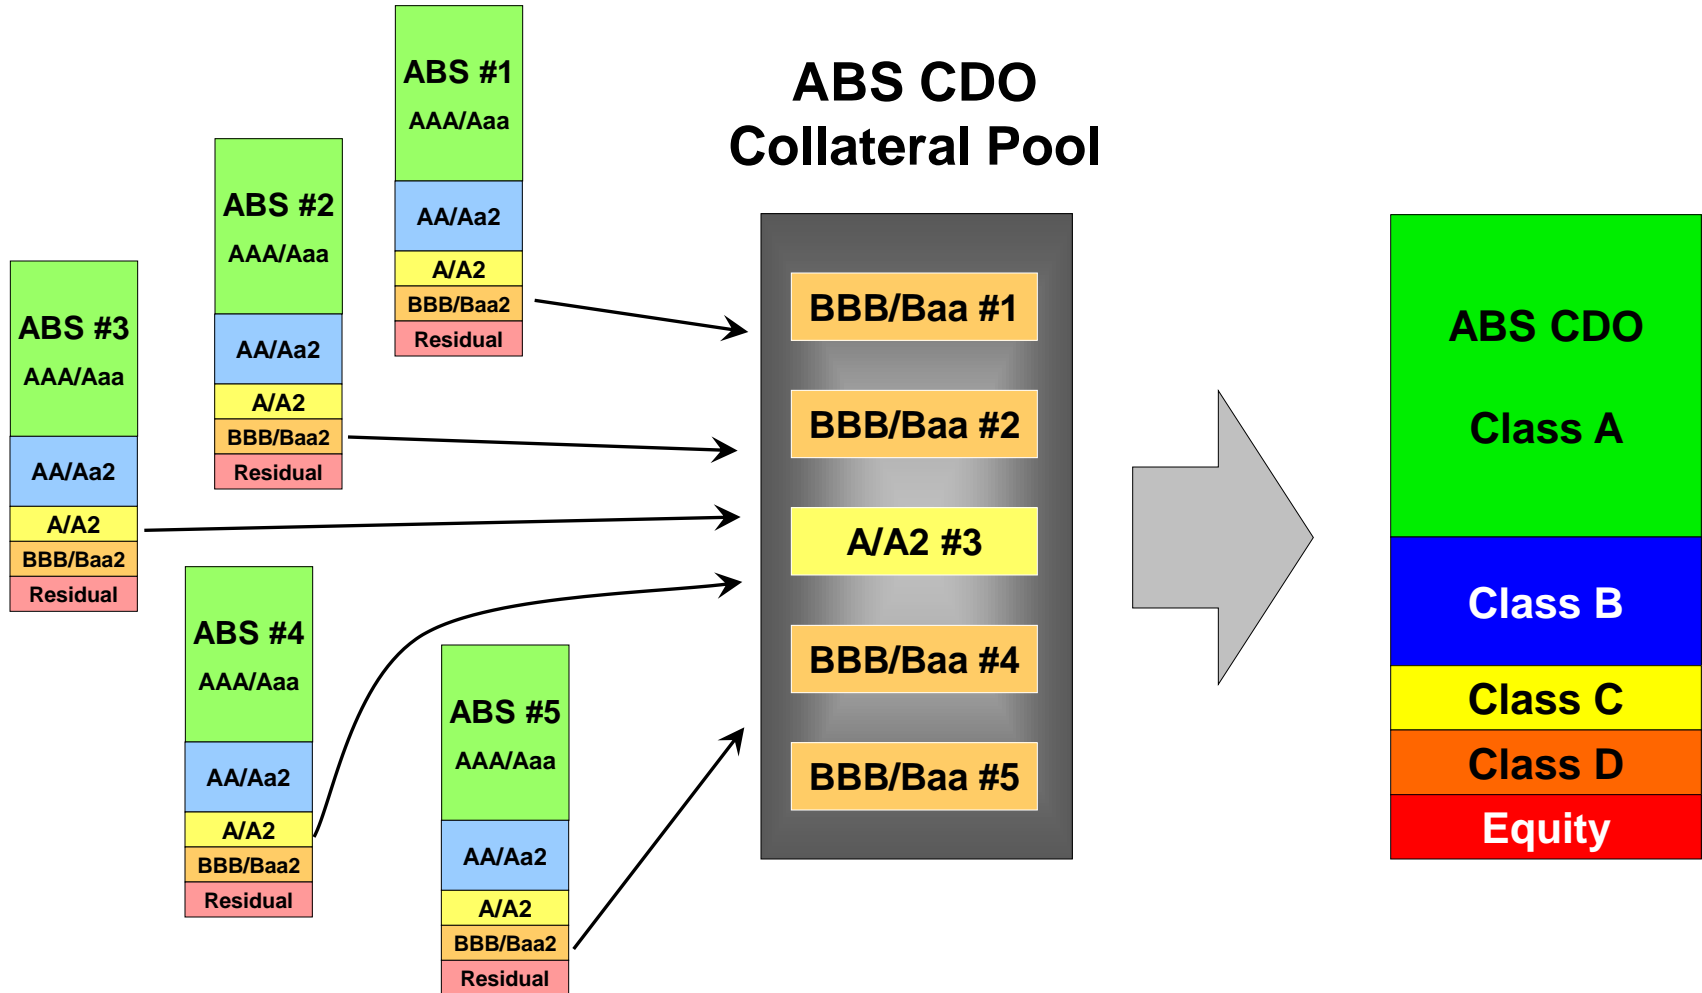 ABS CDO
Collateral Pool
ABS #1
AAA/Aaa
AA/Aa2
A/A2
BBB/Baa2
Residual
ABS #2
AAA/Aaa
AA/Aa2
A/A2
BBB/Baa2
Residual
ABS #3
AAA/Aaa
AA/Aa2
A/A2
BBB/Baa2
Residual
ABS #4
AAA/Aaa
AA/Aa2
A/A2
BBB/Baa2
Residual
ABS #5
AAA/Aaa
AA/Aa2
A/A2
BBB/Baa2
Residual
BBB/Baa #1
BBB/Baa #2
A/A2 #3
BBB/Baa #4
BBB/Baa #5
ABS CDO
Class A
Class B
Class C
Class D
Equity